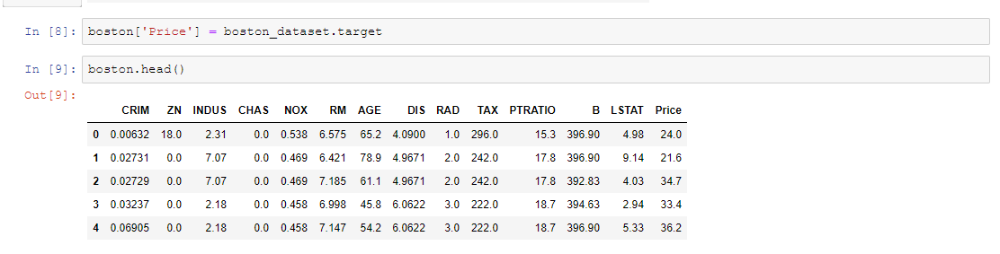 In [8]: boston['Price'] = boston_dataset.target
In [9]: boston.head()
Out[9]:
CRIM ZN INDUS CHAS NOX RM AGE DIS RAD TAX PTRATIO B LSTAT Price
0 0.00632 18.0 2.31 0.0 0.538 6.575 65.2 4.0900 1.0 296.0 15.3 396.90 4.98 24.0
1 0.02731 0.0 7.07 0.0 0.469 6.421 78.9 4.9671 2.0 242.0 17.8 396.90 9.14 21.6
2 0.02729 0.0 7.07 0.0 0.469 7.185 61.1 4.9671 2.0 242.0 17.8 392.83 4.03 34.7
3 0.03237 0.0 2.18 0.0 0.458 6.998 45.8 6.0622 3.0 222.0 18.7 394.63 2.94 33.4
4 0.06905 0.0 2.18 0.0 0.458 7.147 54.2 6.0622 3.0 222.0 18.7 396.90 5.33 36.2